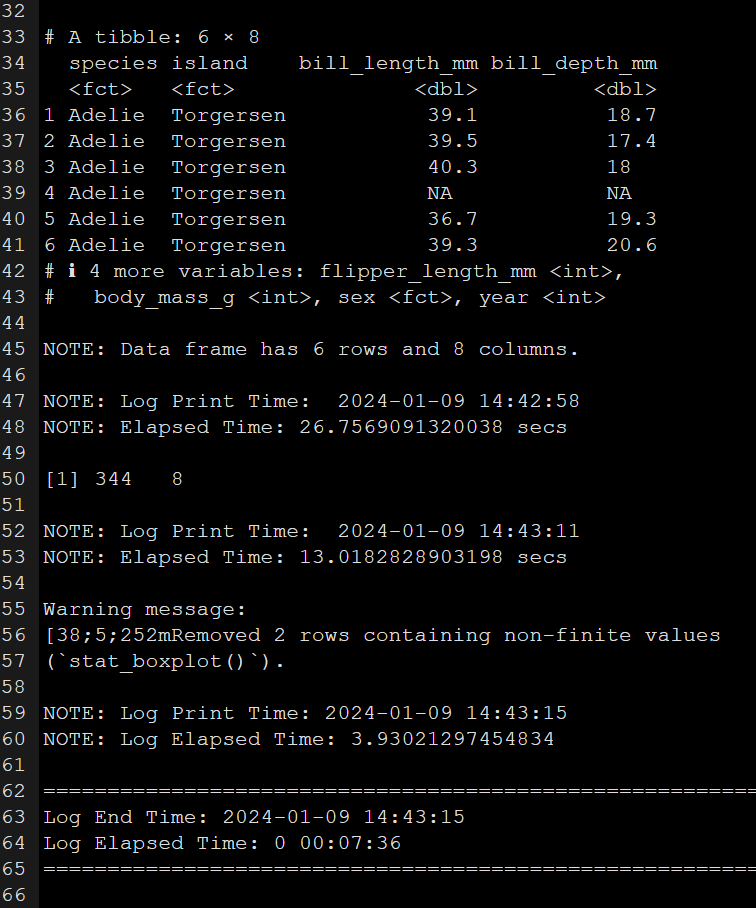 32
33 # A tibble: 6 × 8
34   species island    bill_length_mm bill_depth_mm
35   <fct>   <fct>              <dbl>         <dbl>
36 1 Adelie  Torgersen           39.1          18.7
37 2 Adelie  Torgersen           39.5          17.4
38 3 Adelie  Torgersen           40.3          18
39 4 Adelie  Torgersen           NA            NA
40 5 Adelie  Torgersen           36.7          19.3
41 6 Adelie  Torgersen           39.3          20.6
42 # ℹ 4 more variables: flipper_length_mm <int>,
43 #   body_mass_g <int>, sex <fct>, year <int>
44
45 NOTE: Data frame has 6 rows and 8 columns.
46
47 NOTE: Log Print Time:  2024-01-09 14:42:58
48 NOTE: Elapsed Time: 26.7569091320038 secs
49
50 [1] 344   8
51
52 NOTE: Log Print Time:  2024-01-09 14:43:11
53 NOTE: Elapsed Time: 13.0182828903198 secs
54
55 Warning message:
56 [38;5;252mRemoved 2 rows containing non-finite values
57 (`stat_boxplot()`).
58
59 NOTE: Log Print Time: 2024-01-09 14:43:15
60 NOTE: Log Elapsed Time: 3.93021297454834
61
62 ========================================================
63 Log End Time: 2024-01-09 14:43:15
64 Log Elapsed Time: 0 00:07:36
65 ========================================================
66